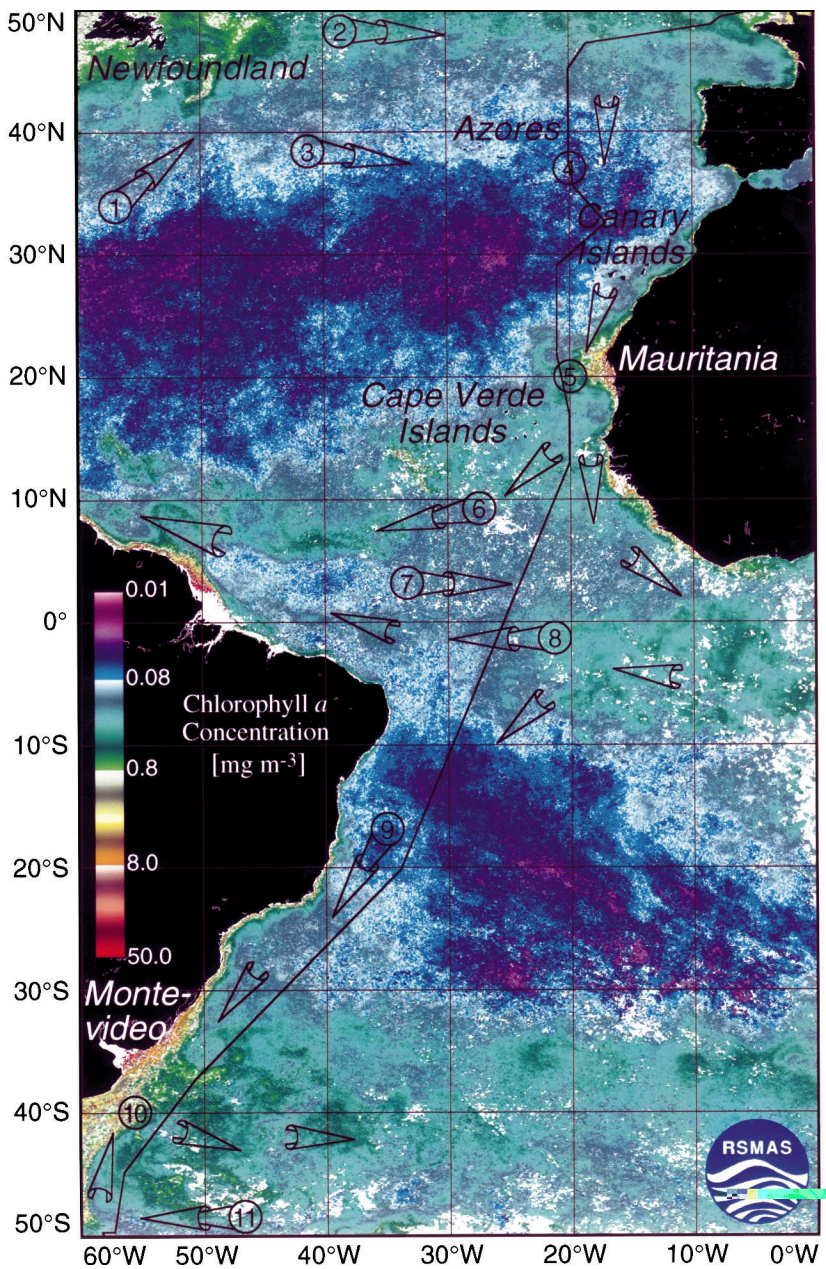 50°N
40°N
30°N
20°N
10°N
0°
10°S
20°S
30°S
40°S
50°S
Newfoundland
2
Azores
3
4
1
Canary
Islands
Mauritania
5
Cape Verde
Islands
6
7
8
0.01
0.08
0.8
8.0
50.0
Chlorophyll a
Concentration
[mg m-3]
9
Monte-
video
10
11
RSMAS
60°W 50°W 40°W 30°W 20°W 10°W 0°W